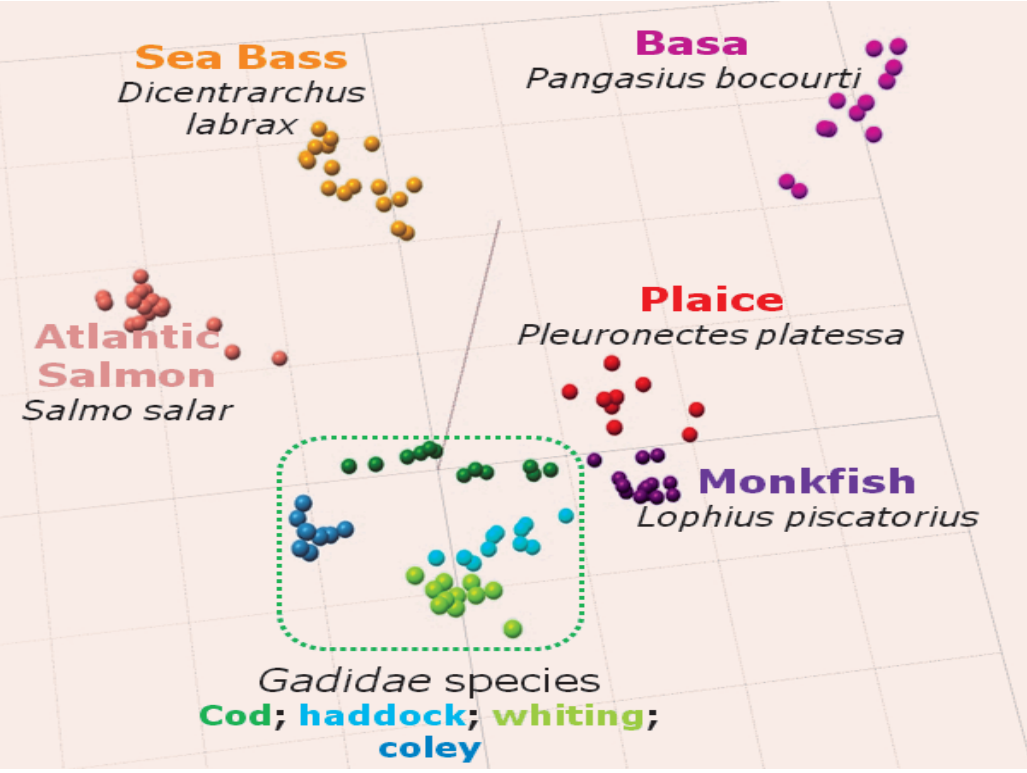 Sea Bass
Dicentrarchus
labrax
Basa
Pangasius bocourti
Atlantic
Salmon
Salmo salar
Plaice
Pleuronectes platessa
Monkfish
Lophius piscatorius
Gadidae species
Cod; haddock; whiting;
coley